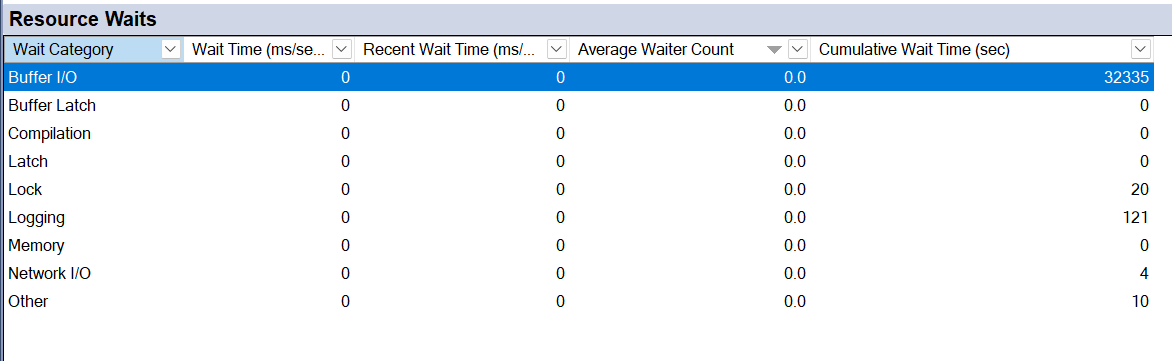 Resource Waits
Wait Category Wait Time (ms/se... Recent Wait Time (ms/... Average Waiter Count Cumulative Wait Time (sec)
Buffer I/O 0 0 0.0 32335
Buffer Latch 0 0 0.0 0
Compilation 0 0 0.0 0
Latch 0 0 0.0 0
Lock 0 0 0.0 20
Logging 0 0 0.0 121
Memory 0 0 0.0 0
Network I/O 0 0 0.0 4
Other 0 0 0.0 10